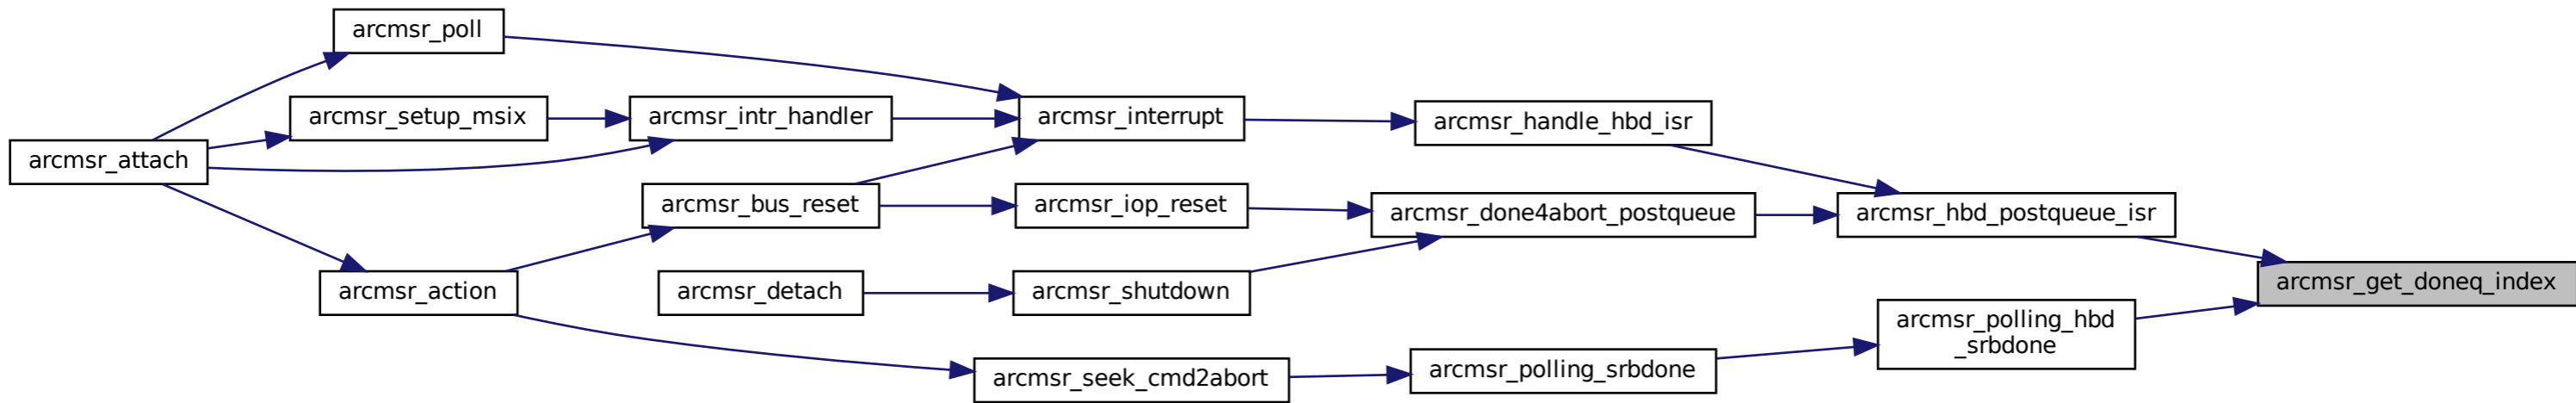 arcmsr_poll
arcmsr_setup_msix
arcmsr_intr_handler
arcmsr_interrupt
arcmsr_handle_hbd_isr
arcmsr_attach
arcmsr_bus_reset
arcmsr_iop_reset
arcmsr_done4abort_postqueue
arcmsr_hbd_postqueue_isr
arcmsr_action
arcmsr_detach
arcmsr_shutdown
arcmsr_get_doneq_index
arcmsr_polling_hbd
_srbdone
arcmsr_seek_cmd2abort
arcmsr_polling_srbdone